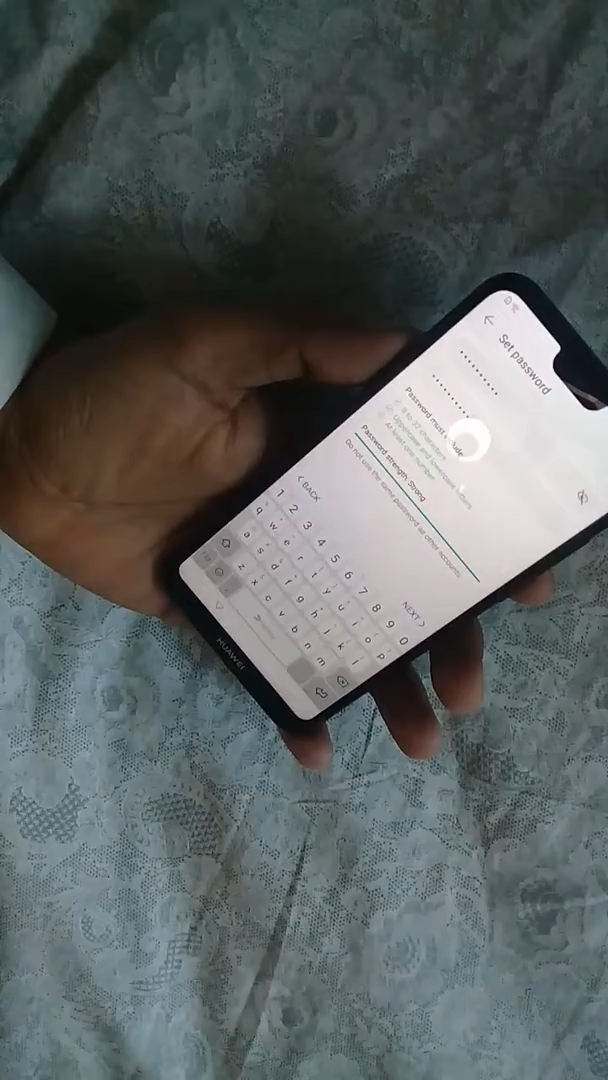 Set password
••••••••••
••••••••••
Password must include
8 to 32 characters
Uppercase and lowercase letters
At least one number
Password strength: Strong
Do not use the same password as other accounts.
BACK
NEXT
1 2 3 4 5 6 7 8 9 0
q w e r t y u i o p
a s d f g h j k l
z x c v b n m
HUAWEI